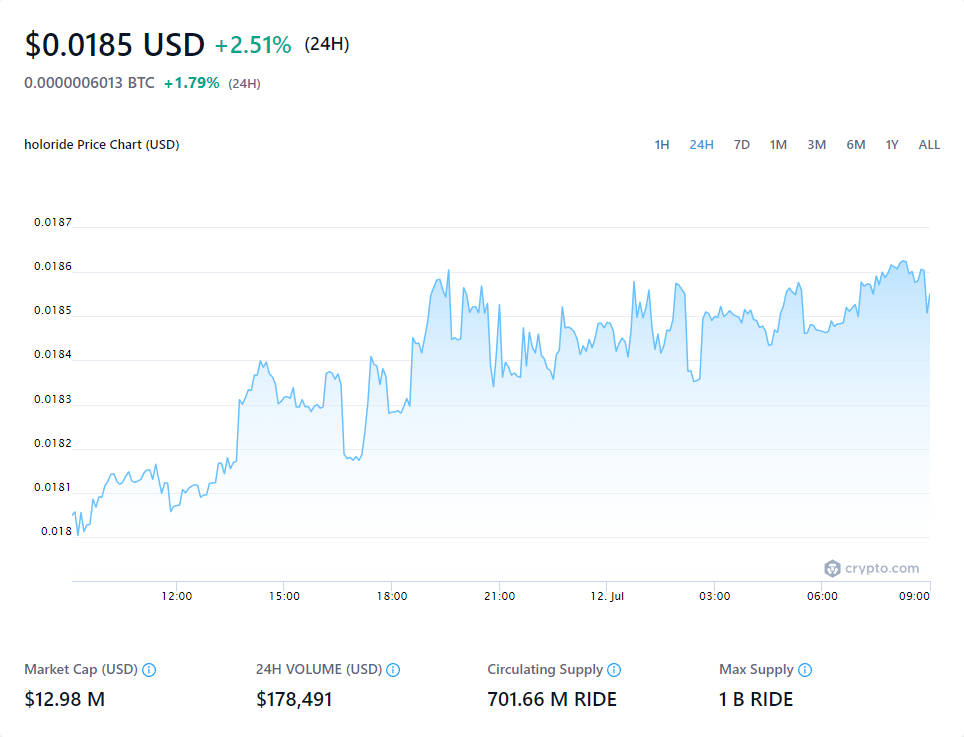 $0.0185 USD +2.51% (24H)
0.0000006013 BTC +1.79% (24H)
holoride Price Chart (USD) 1H 24H 7D 1M 3M 6M 1Y ALL
0.0187
0.0186
0.0185
0.0184
0.0183
0.0182
0.0181
0.018
crypto.com
12:00 15:00 18:00 21:00 12. Jul 03:00 06:00 09:00
Market Cap (USD) 24H VOLUME (USD) Circulating Supply Max Supply
$12.98 M $178,491 701.66 M RIDE 1 B RIDE